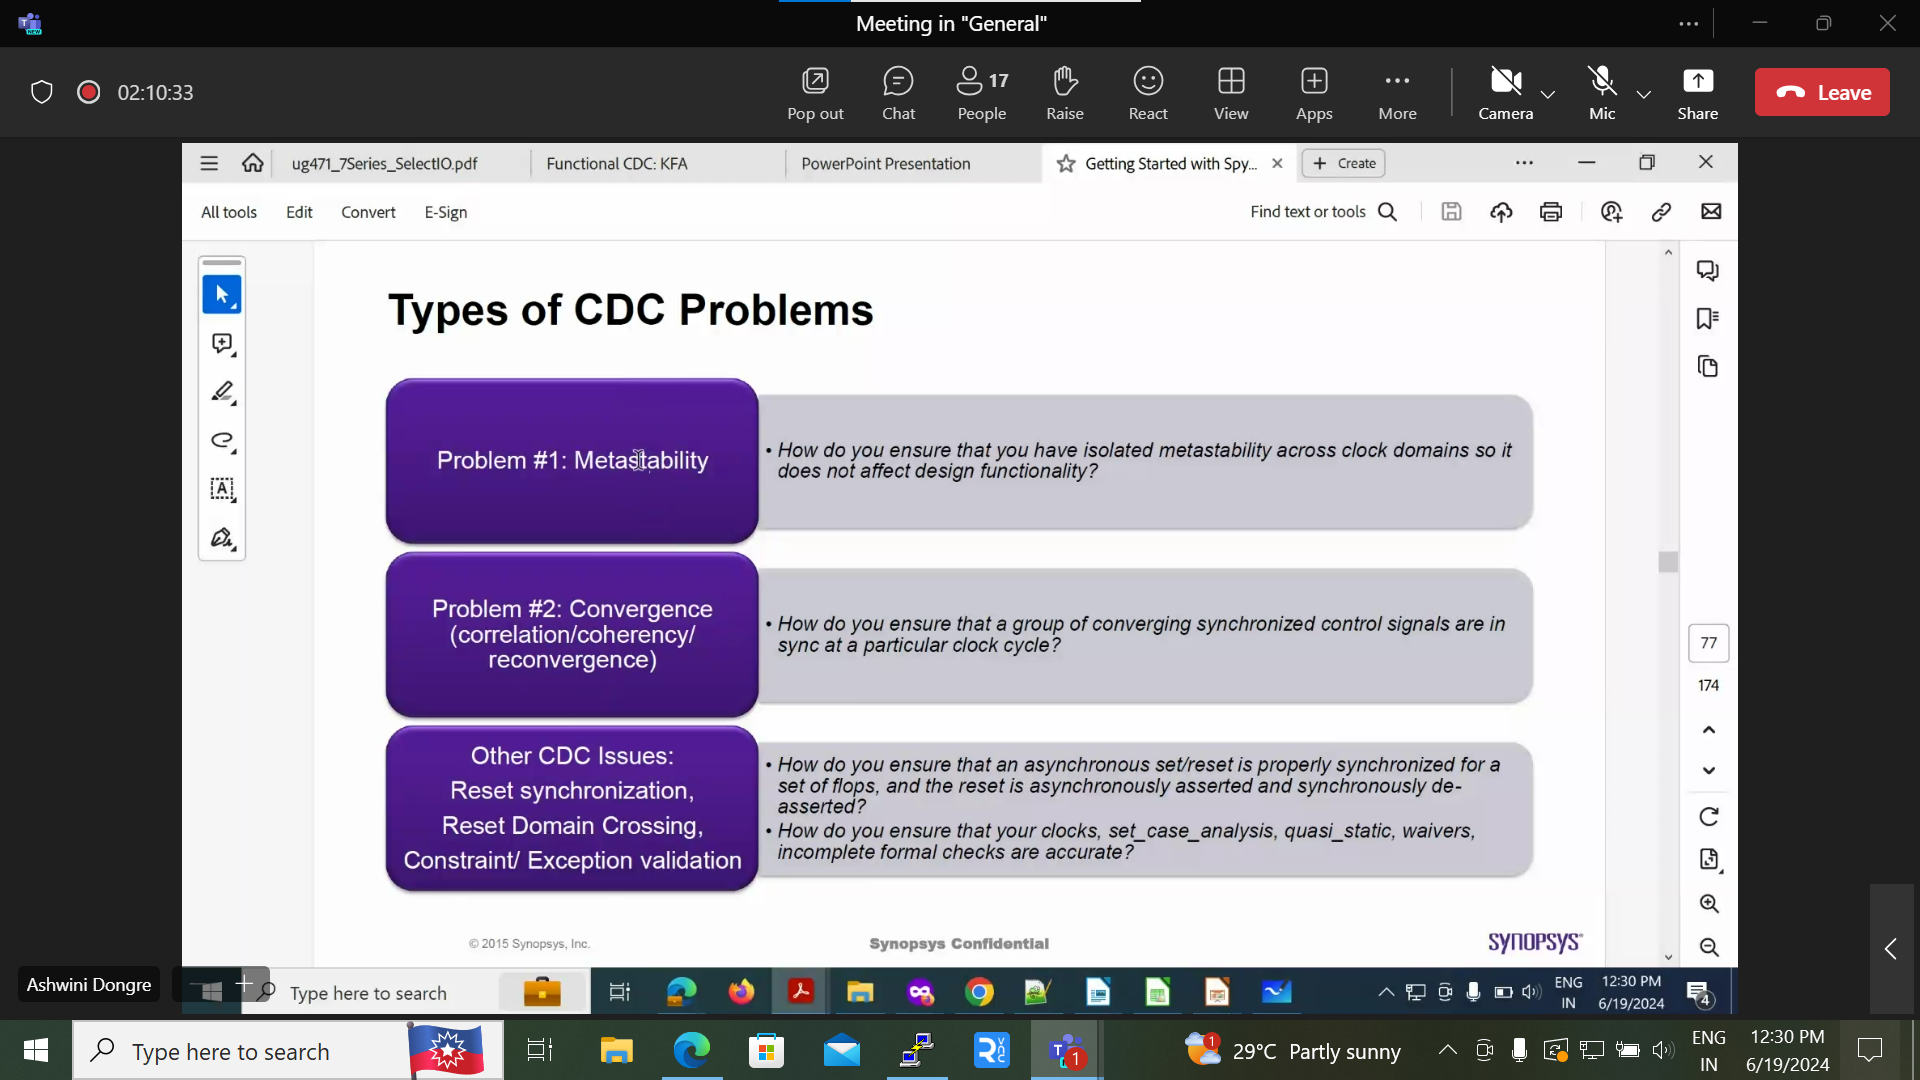 Meeting in "General"
02:10:33
Pop out
Chat
17
People
Raise
React
View
Apps
More
Camera
Mic
Share
Leave
ug471_7Series_SelectIO.pdf
Functional CDC: KFA
PowerPoint Presentation
Getting Started with Spy...
Create
All tools
Edit
Convert
E-Sign
Find text or tools
Types of CDC Problems
Problem #1: Metastability
• How do you ensure that you have isolated metastability across clock domains so it
does not affect design functionality?
Problem #2: Convergence
(correlation/coherency/
reconvergence)
• How do you ensure that a group of converging synchronized control signals are in
sync at a particular clock cycle?
Other CDC Issues:
Reset synchronization,
Reset Domain Crossing,
Constraint/ Exception validation
• How do you ensure that an asynchronous set/reset is properly synchronized for a
set of flops, and the reset is asynchronously asserted and synchronously de-
asserted?
• How do you ensure that your clocks, set_case_analysis, quasi_static, waivers,
incomplete formal checks are accurate?
77
174
© 2015 Synopsys, Inc.
Synopsys Confidential
SYNOPSYS®
Ashwini Dongre
Type here to search
ENG
IN
12:30 PM
6/19/2024
4
Type here to search
1
1
29°C Partly sunny
ENG
IN
12:30 PM
6/19/2024